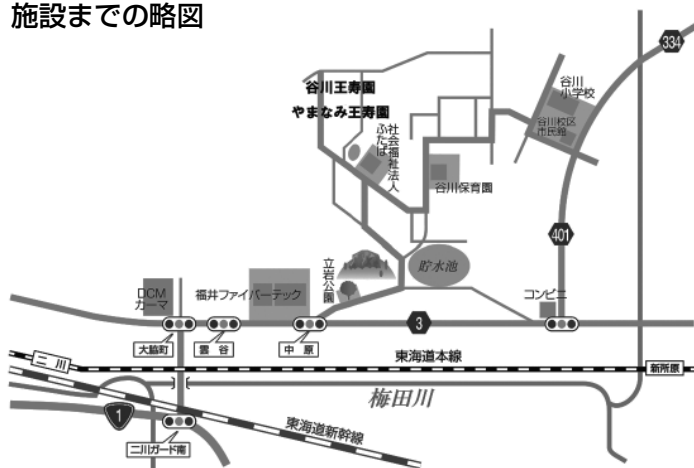 施設までの略図
334
谷川
小学校
谷川校区
市民館
谷川王寿園
やまなみ王寿園
社会福祉法人
ふたば
谷川保育園
401
立岩公園
貯水池
DCM
カーマ
福井ファイバーテック
コンビニ
大脇町
雲谷
中原
3
二川
東海道本線
新所原
梅田川
1
東海道新幹線
二川ガード南